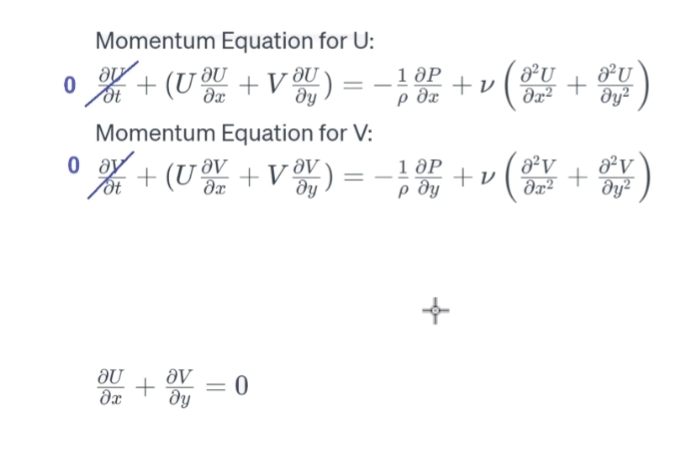 Momentum Equation for U:
0 ∂U/∂t + (U ∂U/∂x + V ∂U/∂y) = −1/ρ ∂P/∂x + ν (∂²U/∂x² + ∂²U/∂y²)
Momentum Equation for V:
0 ∂V/∂t + (U ∂V/∂x + V ∂V/∂y) = −1/ρ ∂P/∂y + ν (∂²V/∂x² + ∂²V/∂y²)
∂U/∂x + ∂V/∂y = 0